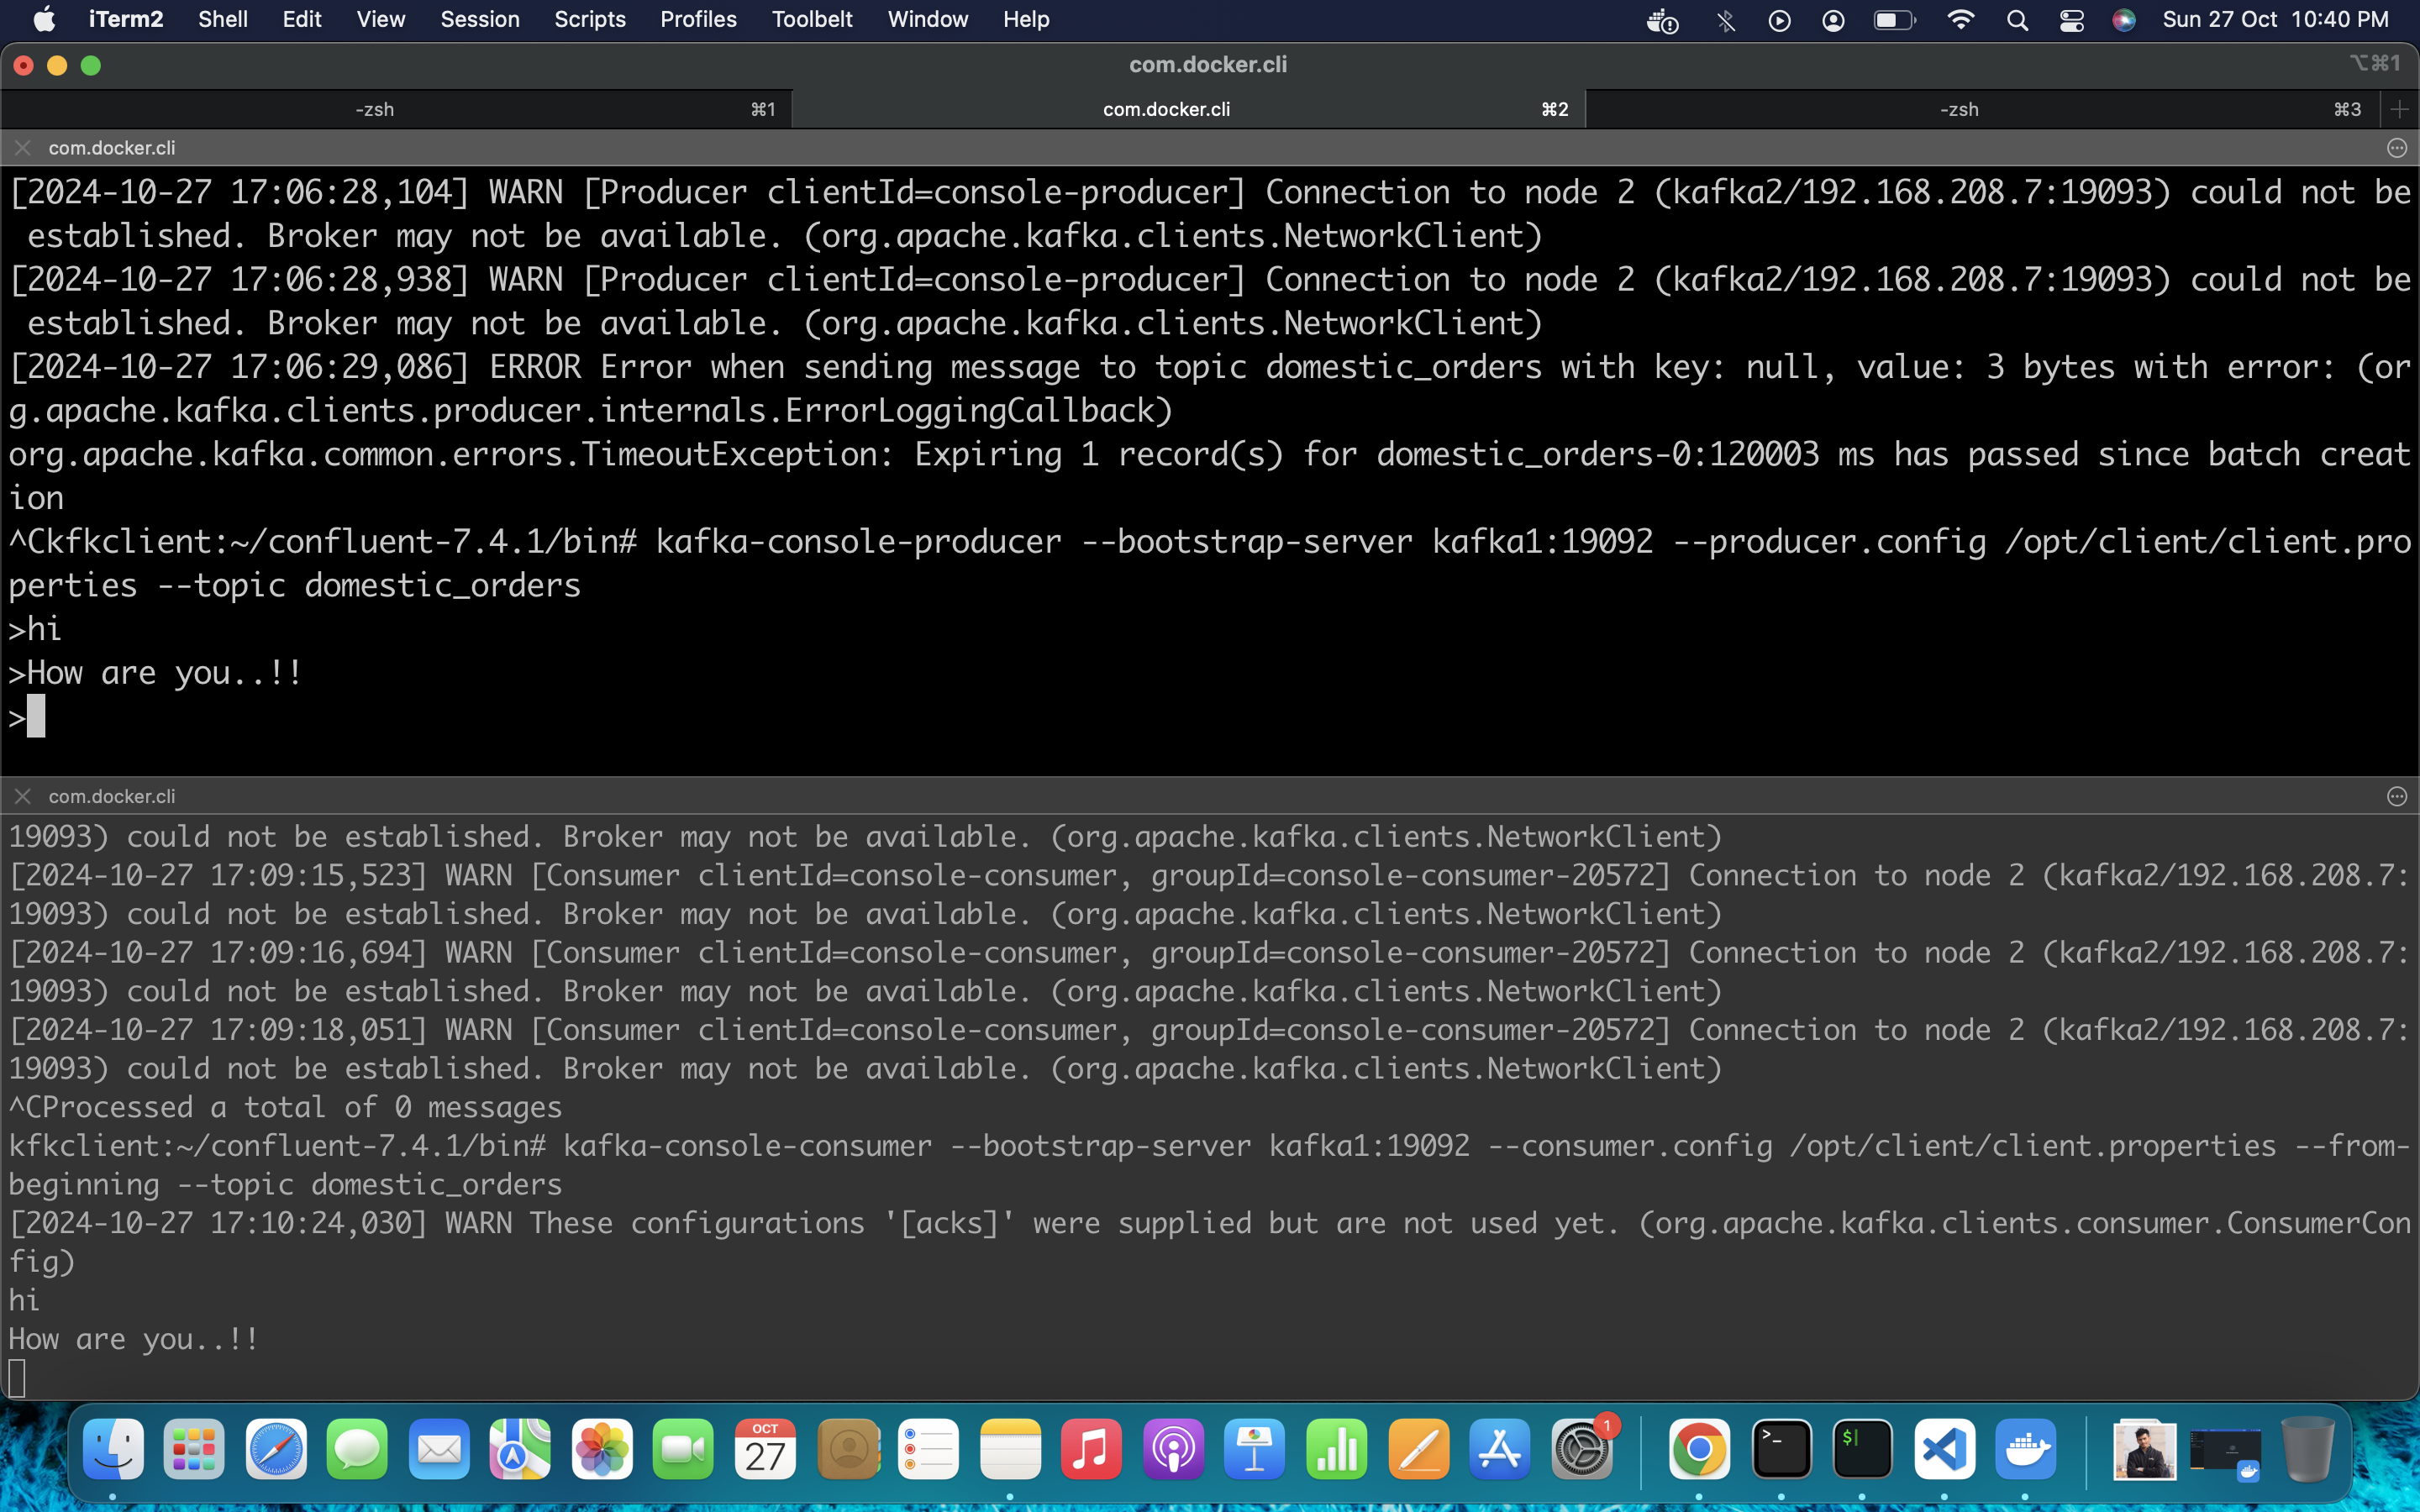 iTerm2 Shell Edit View Session Scripts Profiles Toolbelt Window Help Sun 27 Oct 10:40 PM
com.docker.cli ⌥⌘1
-zsh ⌘1 com.docker.cli ⌘2 -zsh ⌘3 +
com.docker.cli
[2024-10-27 17:06:28,104] WARN [Producer clientId=console-producer] Connection to node 2 (kafka2/192.168.208.7:19093) could not be
 established. Broker may not be available. (org.apache.kafka.clients.NetworkClient)
[2024-10-27 17:06:28,938] WARN [Producer clientId=console-producer] Connection to node 2 (kafka2/192.168.208.7:19093) could not be
 established. Broker may not be available. (org.apache.kafka.clients.NetworkClient)
[2024-10-27 17:06:29,086] ERROR Error when sending message to topic domestic_orders with key: null, value: 3 bytes with error: (or
g.apache.kafka.clients.producer.internals.ErrorLoggingCallback)
org.apache.kafka.common.errors.TimeoutException: Expiring 1 record(s) for domestic_orders-0:120003 ms has passed since batch creat
ion
^Ckfkclient:~/confluent-7.4.1/bin# kafka-console-producer --bootstrap-server kafka1:19092 --producer.config /opt/client/client.pro
perties --topic domestic_orders
>hi
>How are you..!!
>
com.docker.cli
19093) could not be established. Broker may not be available. (org.apache.kafka.clients.NetworkClient)
[2024-10-27 17:09:15,523] WARN [Consumer clientId=console-consumer, groupId=console-consumer-20572] Connection to node 2 (kafka2/192.168.208.7:
19093) could not be established. Broker may not be available. (org.apache.kafka.clients.NetworkClient)
[2024-10-27 17:09:16,694] WARN [Consumer clientId=console-consumer, groupId=console-consumer-20572] Connection to node 2 (kafka2/192.168.208.7:
19093) could not be established. Broker may not be available. (org.apache.kafka.clients.NetworkClient)
[2024-10-27 17:09:18,051] WARN [Consumer clientId=console-consumer, groupId=console-consumer-20572] Connection to node 2 (kafka2/192.168.208.7:
19093) could not be established. Broker may not be available. (org.apache.kafka.clients.NetworkClient)
^CProcessed a total of 0 messages
kfkclient:~/confluent-7.4.1/bin# kafka-console-consumer --bootstrap-server kafka1:19092 --consumer.config /opt/client/client.properties --from-
beginning --topic domestic_orders
[2024-10-27 17:10:24,030] WARN These configurations '[acks]' were supplied but are not used yet. (org.apache.kafka.clients.consumer.ConsumerCon
fig)
hi
How are you..!!
OCT
27
1
>_
$